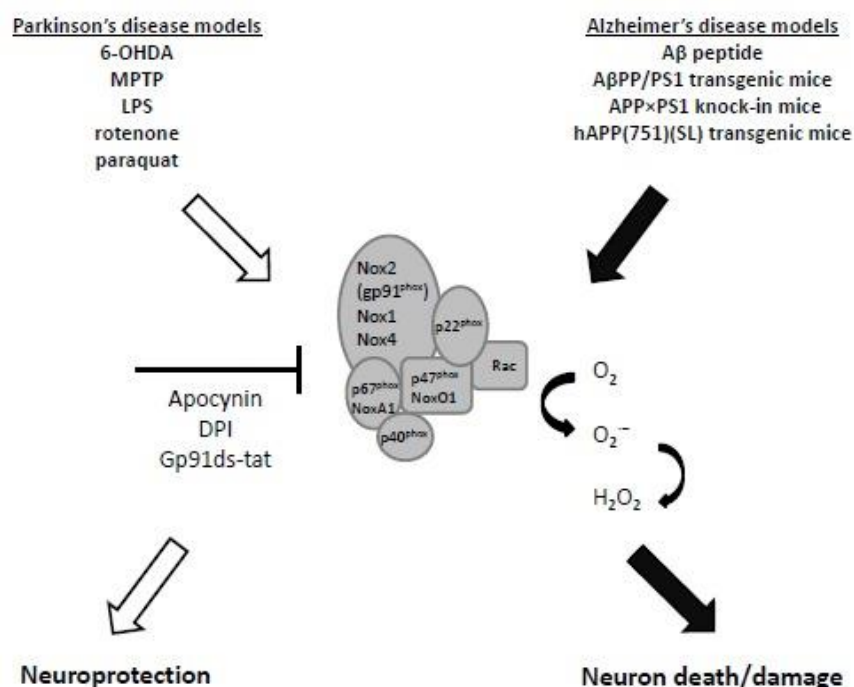 Parkinson's disease models
6-OHDA
MPTP
LPS
rotenone
paraquat
Alzheimer's disease models
Aβ peptide
AβPP/PS1 transgenic mice
APP×PS1 knock-in mice
hAPP(751)(SL) transgenic mice
Nox2
(gp91ᵖʰᵒˣ)
Nox1
Nox4
p22ᵖʰᵒˣ
Rac
p67ᵖʰᵒˣ
NoxA1
p47ᵖʰᵒˣ
NoxO1
p40ᵖʰᵒˣ
Apocynin
DPI
Gp91ds-tat
O₂
O₂·⁻
H₂O₂
Neuroprotection
Neuron death/damage